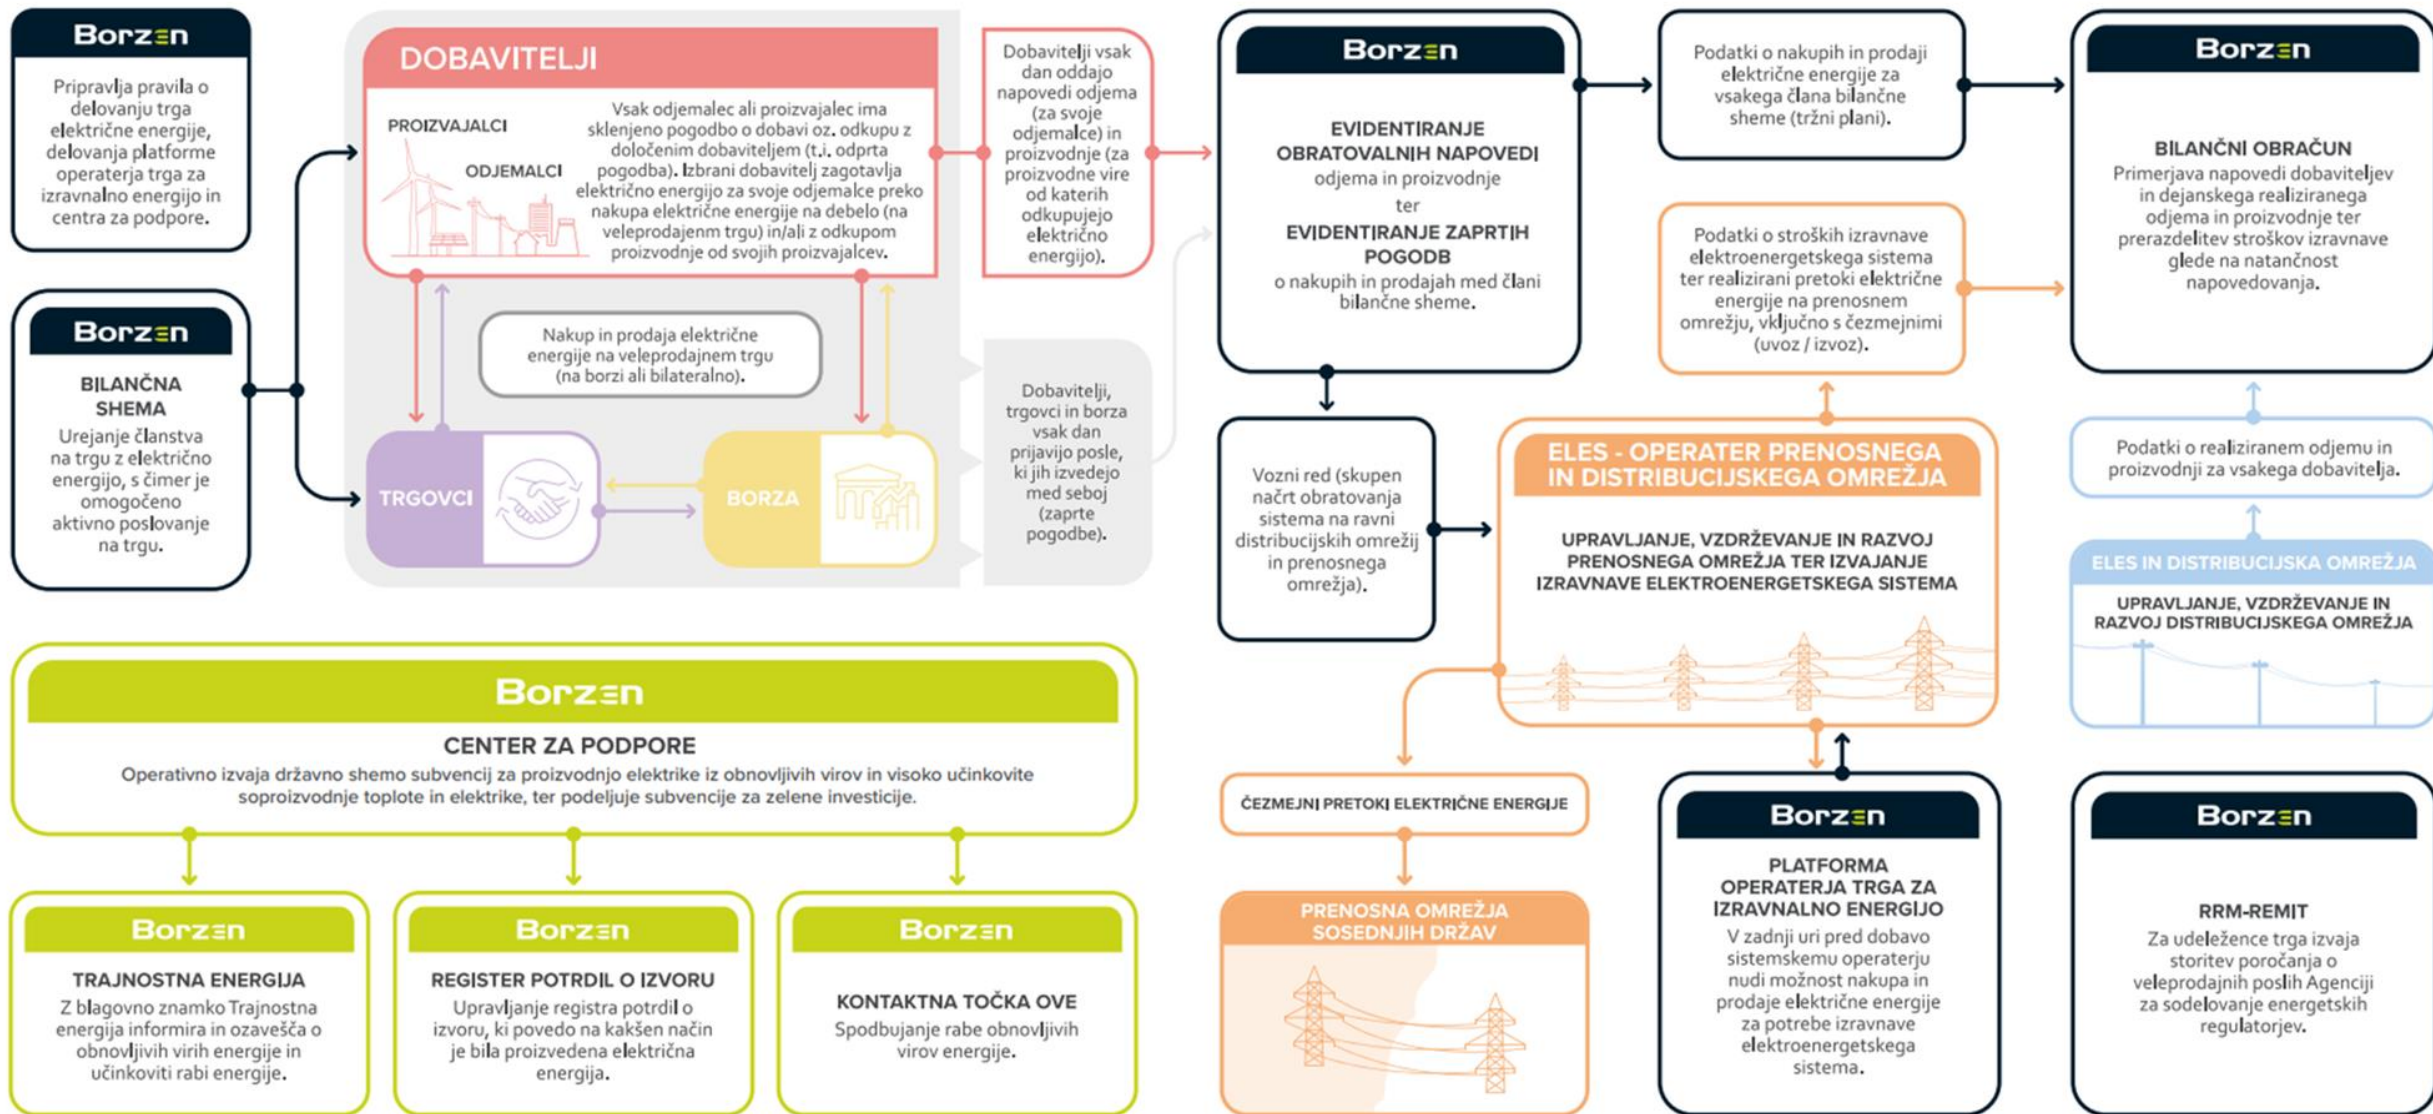 Borzen
Pripravlja pravila o
delovanju trga
električne energije,
delovanja platforme
operaterja trga za
izravnalno energijo in
centra za podpore.
Borzen
BILANČNA
SHEMA
Urejanje članstva
na trgu z električno
energijo, s čimer je
omogočeno
aktivno poslovanje
na trgu.
DOBAVITELJI
PROIZVAJALCI
ODJEMALCI
Vsak odjemalec ali proizvajalec ima
sklenjeno pogodbo o dobavi oz. odkupu z
določenim dobaviteljem (t.i. odprta
pogodba). Izbrani dobavitelj zagotavlja
električno energijo za svoje odjemalce preko
nakupa električne energije na debelo (na
veleprodajenm trgu) in/ali z odkupom
proizvodnje od svojih proizvajalcev.
Nakup in prodaja električne
energije na veleprodajnem trgu
(na borzi ali bilateralno).
TRGOVCI
BORZA
Dobavitelji vsak
dan oddajo
napovedi odjema
(za svoje
odjemalce) in
proizvodnje (za
proizvodne vire
od katerih
odkupujejo
električno
energijo).
Dobavitelji,
trgovci in borza
vsak dan
prijavijo posle,
ki jih izvedejo
med seboj
(zaprte
pogodbe).
Borzen
EVIDENTIRANJE
OBRATOVALNIH NAPOVEDI
odjema in proizvodnje
ter
EVIDENTIRANJE ZAPRTIH
POGODB
o nakupih in prodajah med člani
bilančne sheme.
Podatki o nakupih in prodaji
električne energije za
vsakega člana bilančne
sheme (tržni plani).
Podatki o stroških izravnave
elektroenergetskega sistema
ter realizirani pretoki električne
energije na prenosnem
omrežju, vključno s čezmejnimi
(uvoz / izvoz).
Borzen
BILANČNI OBRAČUN
Primerjava napovedi dobaviteljev
in dejanskega realiziranega
odjema in proizvodnje ter
prerazdelitev stroškov izravnave
glede na natančnost
napovedovanja.
Vozni red (skupen
načrt obratovanja
sistema na ravni
distribucijskih omrežij
in prenosnega
omrežja).
ELES - OPERATER PRENOSNEGA
IN DISTRIBUCIJSKEGA OMREŽJA
UPRAVLJANJE, VZDRŽEVANJE IN RAZVOJ
PRENOSNEGA OMREŽJA TER IZVAJANJE
IZRAVNAVE ELEKTROENERGETSKEGA SISTEMA
Podatki o realiziranem odjemu in
proizvodnji za vsakega dobavitelja.
ELES IN DISTRIBUCIJSKA OMREŽJA
UPRAVLJANJE, VZDRŽEVANJE IN
RAZVOJ DISTRIBUCIJSKEGA OMREŽJA
Borzen
CENTER ZA PODPORE
Operativno izvaja državno shemo subvencij za proizvodnjo elektrike iz obnovljivih virov in visoko učinkovite
soproizvodnje toplote in elektrike, ter podeljuje subvencije za zelene investicije.
Borzen
TRAJNOSTNA ENERGIJA
Z blagovno znamko Trajnostna
energija informira in ozavešča o
obnovljivih virih energije in
učinkoviti rabi energije.
Borzen
REGISTER POTRDIL O IZVORU
Upravljanje registra potrdil o
izvoru, ki povedo na kakšen način
je bila proizvedena električna
energija.
Borzen
KONTAKTNA TOČKA OVE
Spodbujanje rabe obnovljivih
virov energije.
ČEZMEJNI PRETOKI ELEKTRIČNE ENERGIJE
PRENOSNA OMREŽJA
SOSEDNJIH DRŽAV
Borzen
PLATFORMA
OPERATERJA TRGA ZA
IZRAVNALNO ENERGIJO
V zadnji uri pred dobavo
sistemskemu operaterju
nudi možnost nakupa in
prodaje električne energije
za potrebe izravnave
elektroenergetskega
sistema.
Borzen
RRM-REMIT
Za udeležence trga izvaja
storitev poročanja o
veleprodajnih poslih Agenciji
za sodelovanje energetskih
regulatorjev.